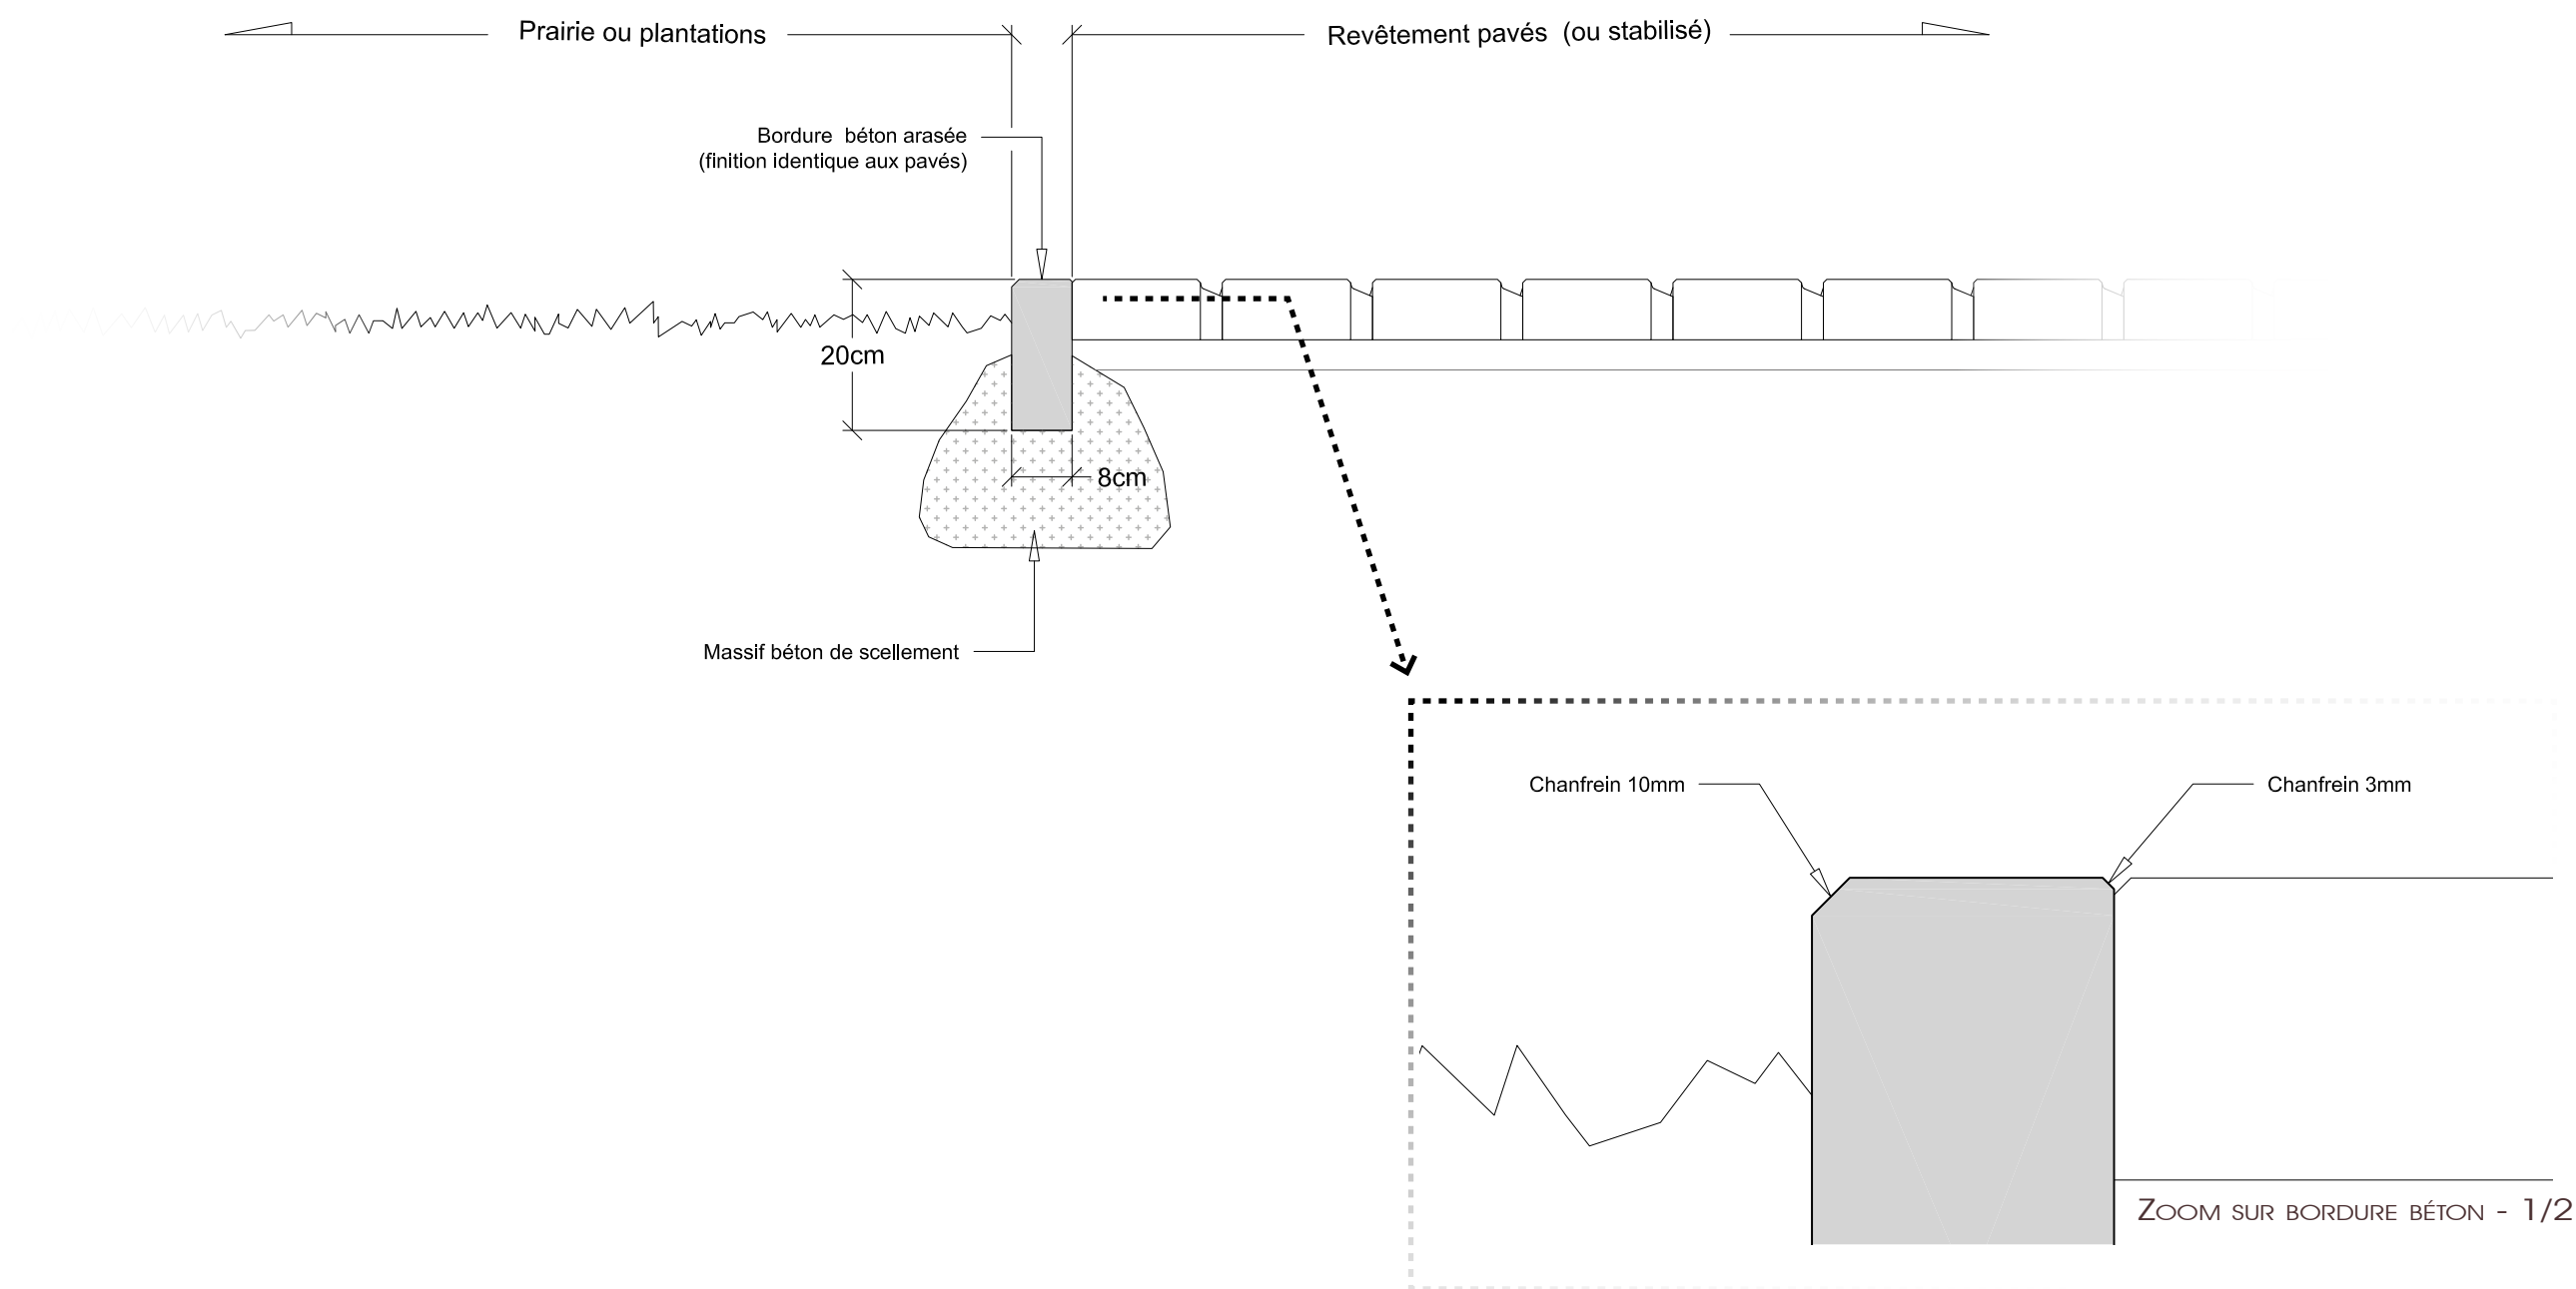 Prairie ou plantations
Revêtement pavés (ou stabilisé)
Bordure béton arasée
(finition identique aux pavés)
20cm
8cm
Massif béton de scellement
Chanfrein 10mm
Chanfrein 3mm
Zoom sur bordure béton - 1/2